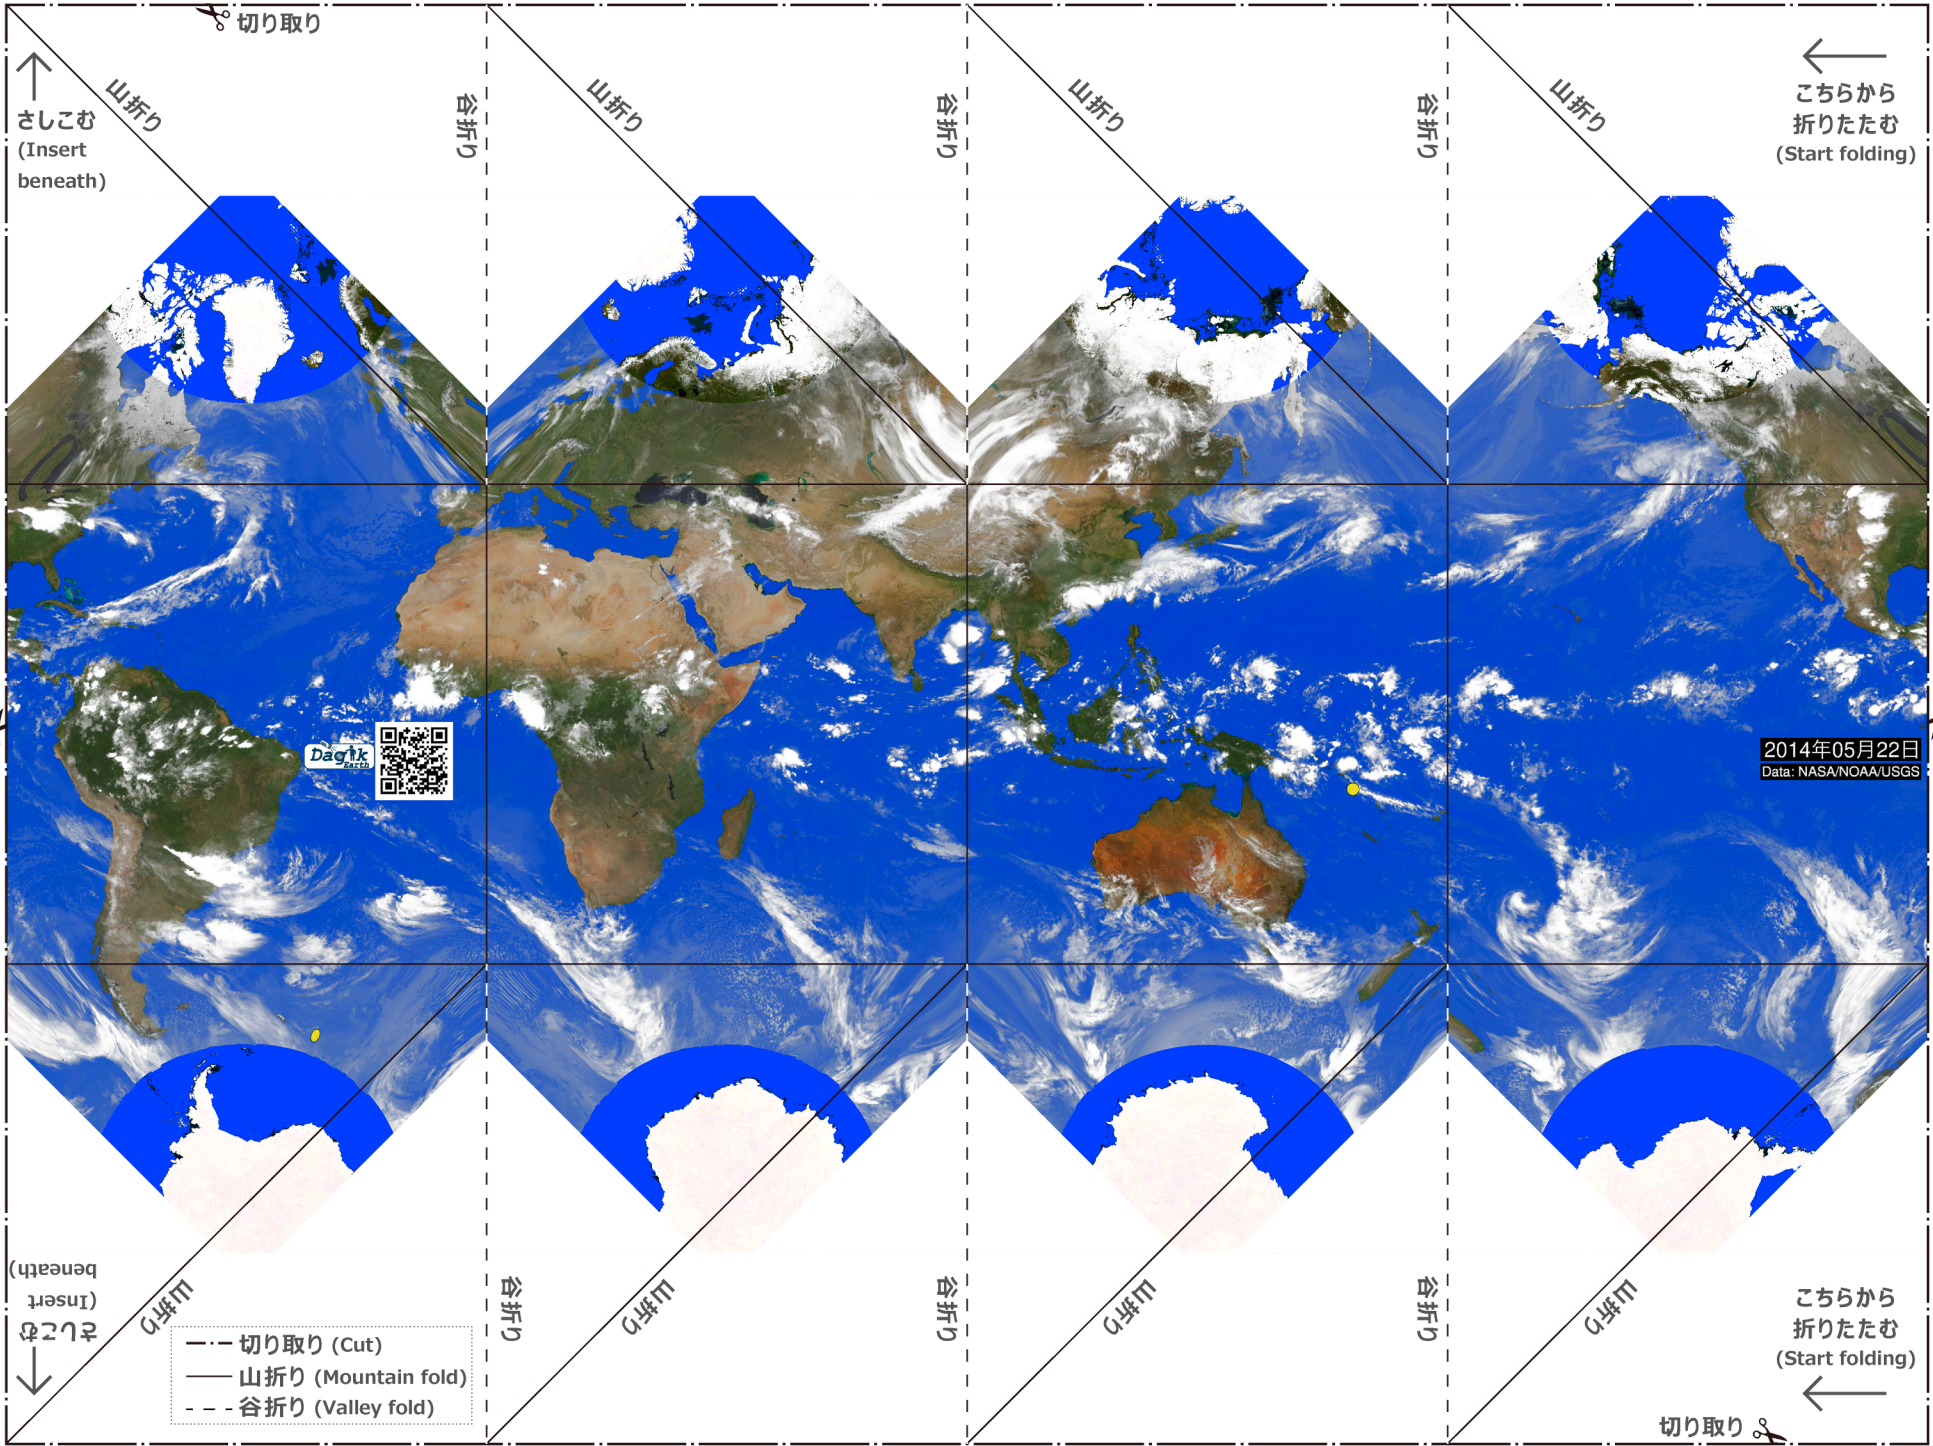 切り取り
山折り
谷折り
山折り
谷折り
山折り
谷折り
山折り
さしこむ
(Insert
beneath)
こちらから
折りたたむ
(Start folding)
Dagik
Earth
2014年05月22日
Data: NASA/NOAA/USGS
さしこむ
(Insert
beneath)
山折り
谷折り
山折り
谷折り
山折り
谷折り
山折り
こちらから
折りたたむ
(Start folding)
切り取り (Cut)
山折り (Mountain fold)
谷折り (Valley fold)
切り取り